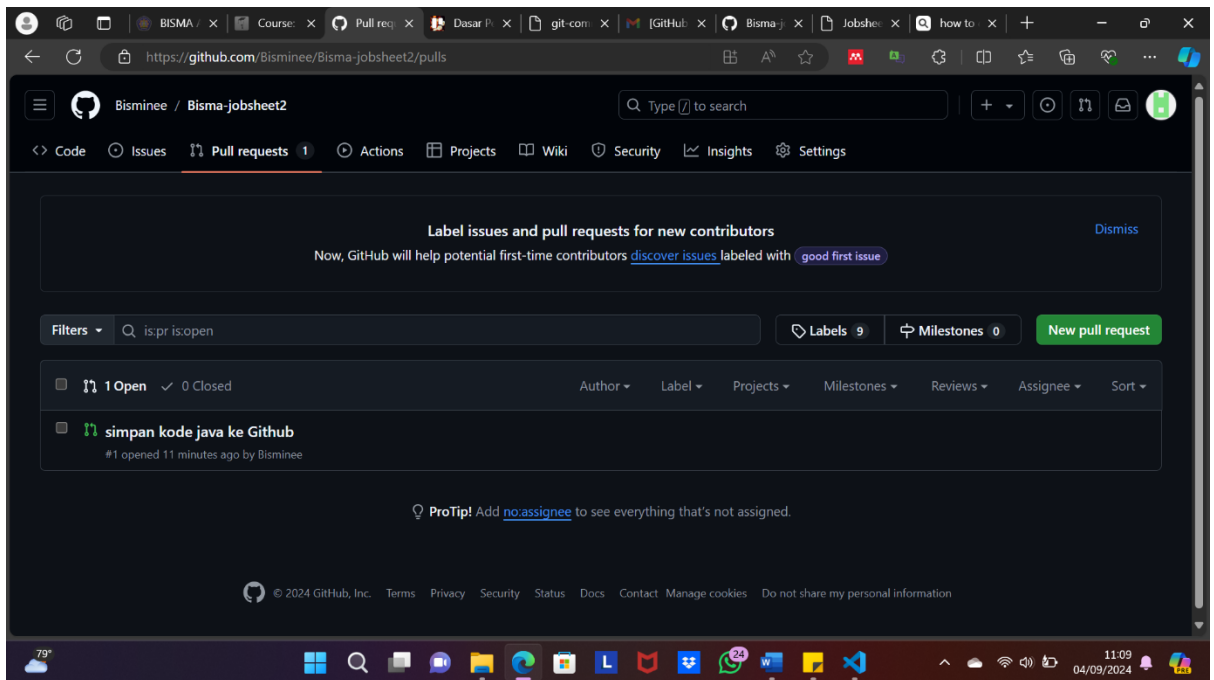 BISMA /
Course:
Pull req
Dasar P
git-com
[GitHub
Bisma-j
Jobshee
how to
https://github.com/Bisminee/Bisma-jobsheet2/pulls
Bisminee / Bisma-jobsheet2
Type / to search
Code
Issues
Pull requests 1
Actions
Projects
Wiki
Security
Insights
Settings
Label issues and pull requests for new contributors
Dismiss
Now, GitHub will help potential first-time contributors discover issues labeled with good first issue
Filters
is:pr is:open
Labels 9
Milestones 0
New pull request
1 Open
0 Closed
Author
Label
Projects
Milestones
Reviews
Assignee
Sort
simpan kode java ke Github
#1 opened 11 minutes ago by Bisminee
ProTip! Add no:assignee to see everything that's not assigned.
© 2024 GitHub, Inc. Terms Privacy Security Status Docs Contact Manage cookies Do not share my personal information
79°
L
24
W
11:09
04/09/2024
PRE